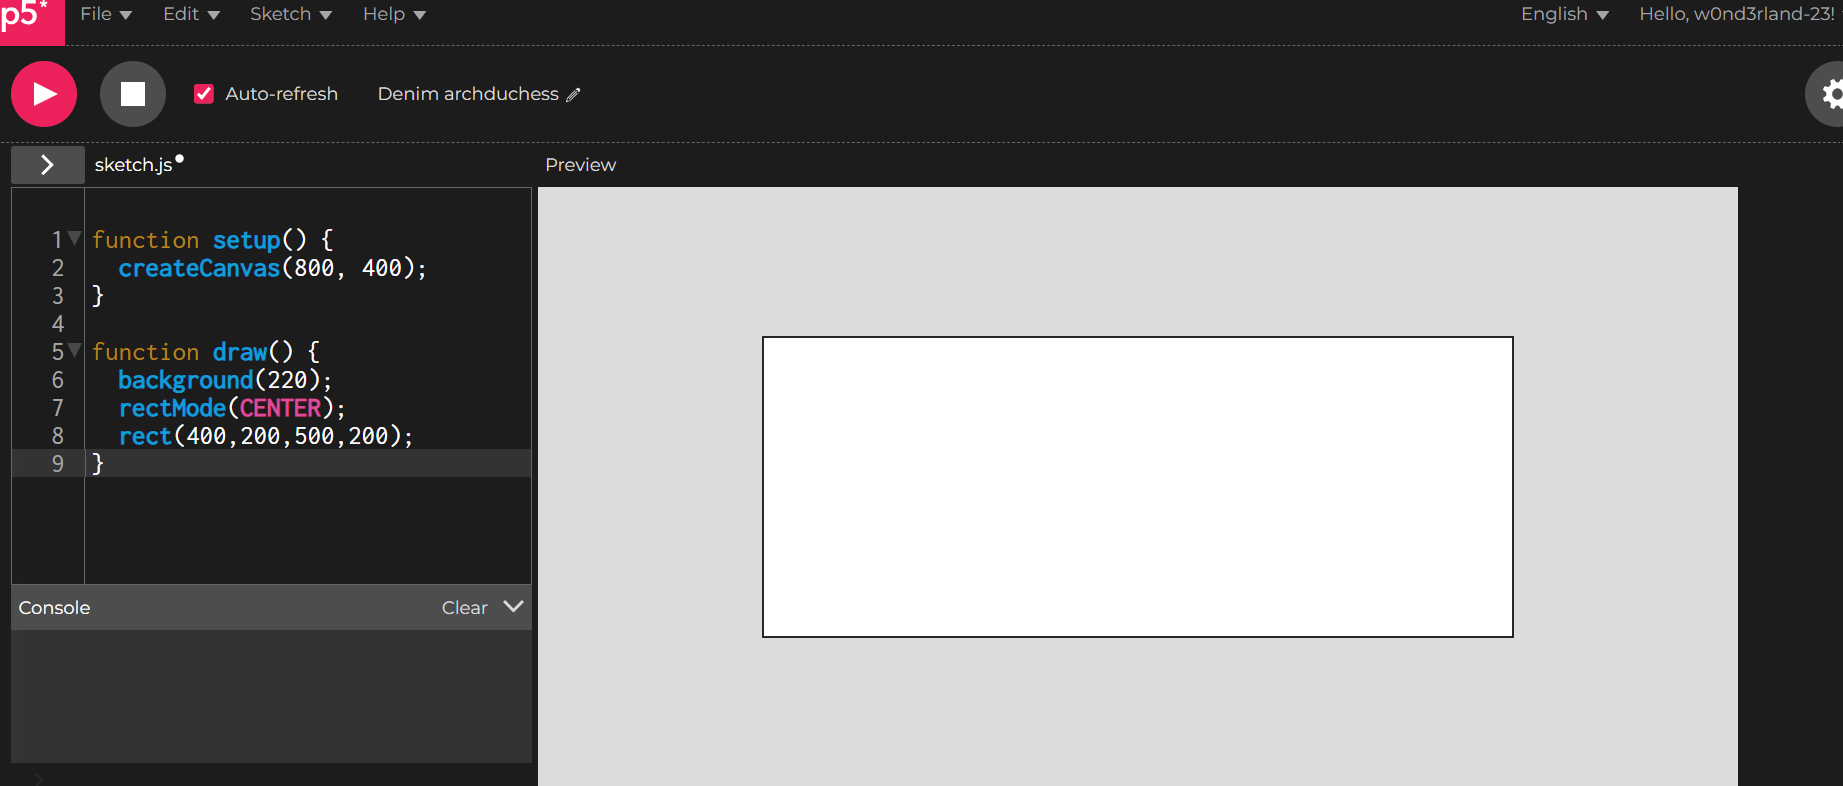 p5* File Edit Sketch Help English Hello, w0nd3rland-23!
Auto-refresh Denim archduchess
sketch.js Preview
1 function setup() {
2 createCanvas(800, 400);
3 }
4
5 function draw() {
6 background(220);
7 rectMode(CENTER);
8 rect(400,200,500,200);
9 }
Console Clear